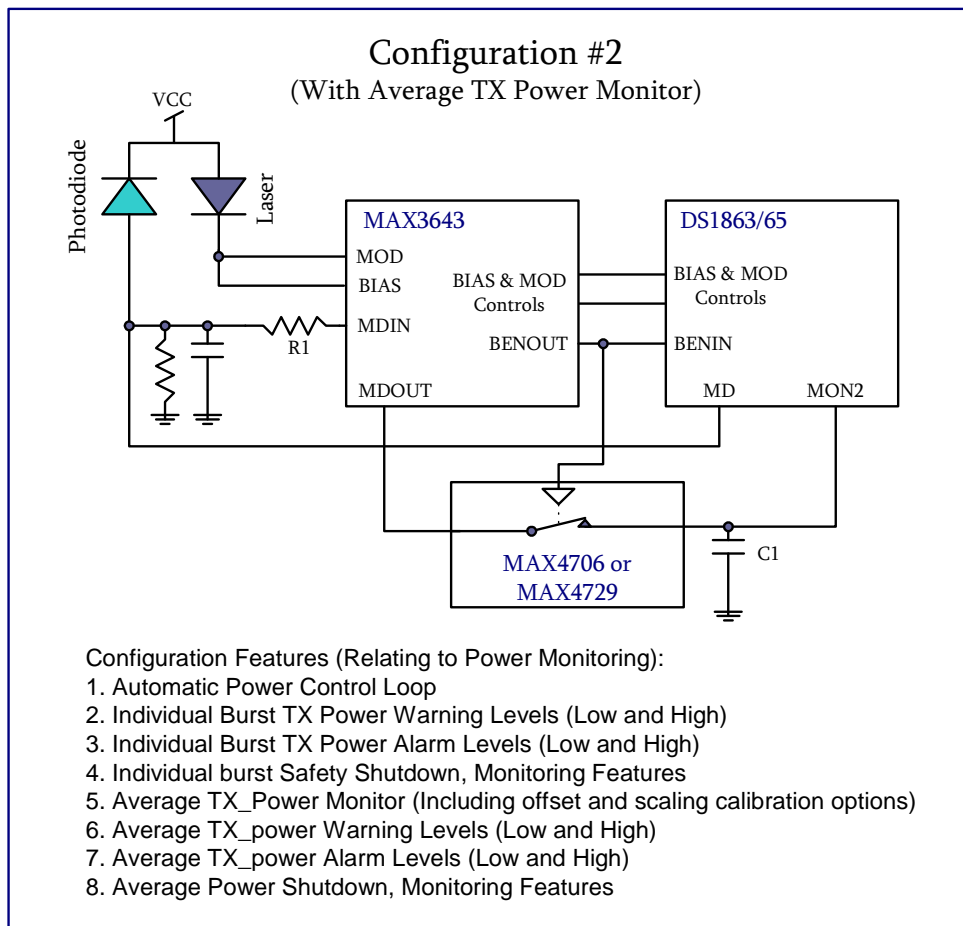 Configuration #2
(With Average TX Power Monitor)
VCC
Photodiode
Laser
MAX3643
MOD
BIAS
MDIN
BIAS & MOD
Controls
BENOUT
MDOUT
R1
DS1863/65
BIAS & MOD
Controls
BENIN
MD
MON2
MAX4706 or
MAX4729
C1
Configuration Features (Relating to Power Monitoring):
1. Automatic Power Control Loop
2. Individual Burst TX Power Warning Levels (Low and High)
3. Individual Burst TX Power Alarm Levels (Low and High)
4. Individual burst Safety Shutdown, Monitoring Features
5. Average TX_Power Monitor (Including offset and scaling calibration options)
6. Average TX_power Warning Levels (Low and High)
7. Average TX_power Alarm Levels (Low and High)
8. Average Power Shutdown, Monitoring Features